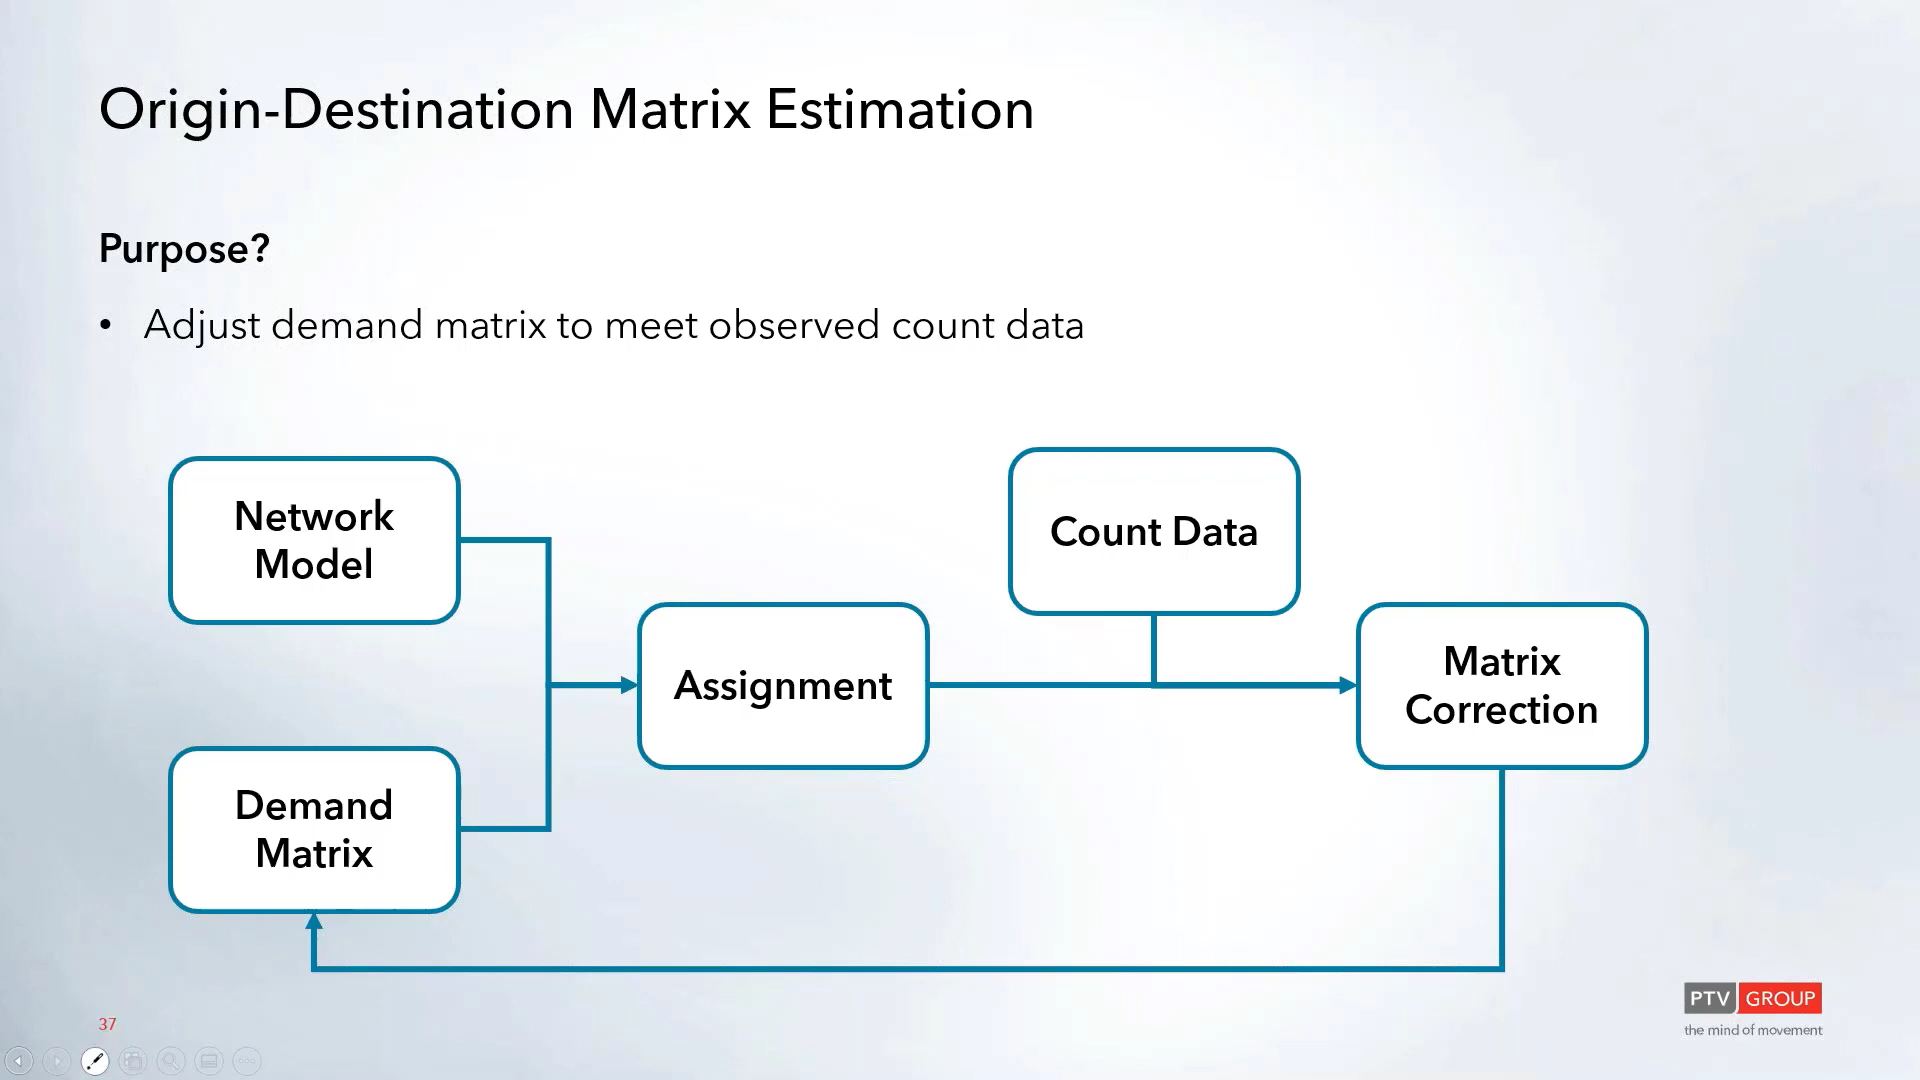 Origin-Destination Matrix Estimation
Purpose?
• Adjust demand matrix to meet observed count data
Network
Model
Count Data
Assignment
Matrix
Correction
Demand
Matrix
37
PTV GROUP
the mind of movement